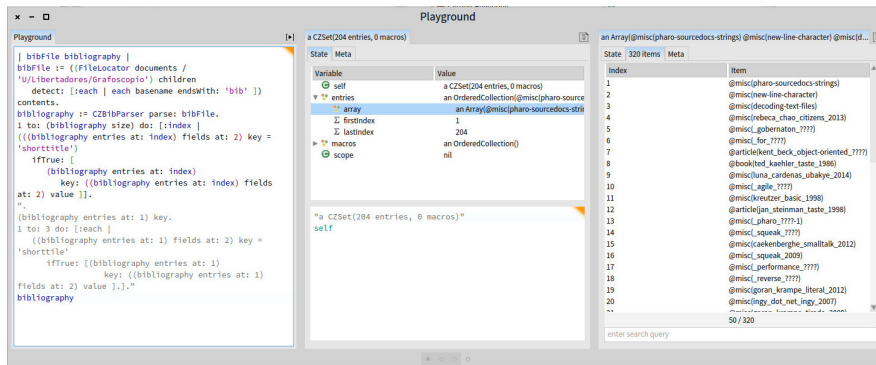 Playground
Playground
| bibFile bibliography |
bibFile := ((FileLocator documents /
'U/Libertadores/Grafoscopio') children
detect: [:each | each basename endsWith: 'bib' ])
contents.
bibliography := CZBibParser parse: bibFile.
1 to: (bibliography size) do: [:index |
(((bibliography entries at: index) fields at: 2) key =
'shorttitle')
ifTrue: [
(bibliography entries at: index)
key: ((bibliography entries at: index) fields
at: 2) value ]].
".
(bibliography entries at: 1) key.
1 to: 3 do: [:each |
((bibliography entries at: 1) fields at: 2) key =
'shorttile'
ifTrue: [(bibliography entries at: 1)
key: ((bibliography entries at: 1)
fields at: 2) value ].]."
bibliography
a CZSet(204 entries, 0 macros)
State Meta
Variable Value
self a CZSet(204 entries, 0 macros)
entries an OrderedCollection(@misc(pharo-source
array an Array(@misc(pharo-sourcedocs-strin
Σ firstIndex 1
Σ lastIndex 204
macros an OrderedCollection()
scope nil
"a CZSet(204 entries, 0 macros)"
self
an Array(@misc(pharo-sourcedocs-strings) @misc(new-line-character) @misc(d...
State 320 items Meta
Index Item
1 @misc(pharo-sourcedocs-strings)
2 @misc(new-line-character)
3 @misc(decoding-text-files)
4 @misc(rebeca_chao_citizens_2013)
5 @misc(_gobernaton_????)
6 @misc(_for_????)
7 @article(kent_beck_object-oriented_????)
8 @book(ted_kaehler_taste_1986)
9 @misc(luna_cardenas_ubakye_2014)
10 @misc(_agile_????)
11 @misc(kreutzer_basic_1998)
12 @article(jan_steinman_taste_1998)
13 @misc(_pharo_????-1)
14 @misc(_squeak_????)
15 @misc(caekenberghe_smalltalk_2012)
16 @misc(_squeak_2009)
17 @misc(_performance_????)
18 @misc(_reverse_????)
19 @misc(goran_krampe_literal_2012)
20 @misc(ingy_dot_net_ingy_2007)
50 / 320
enter search query